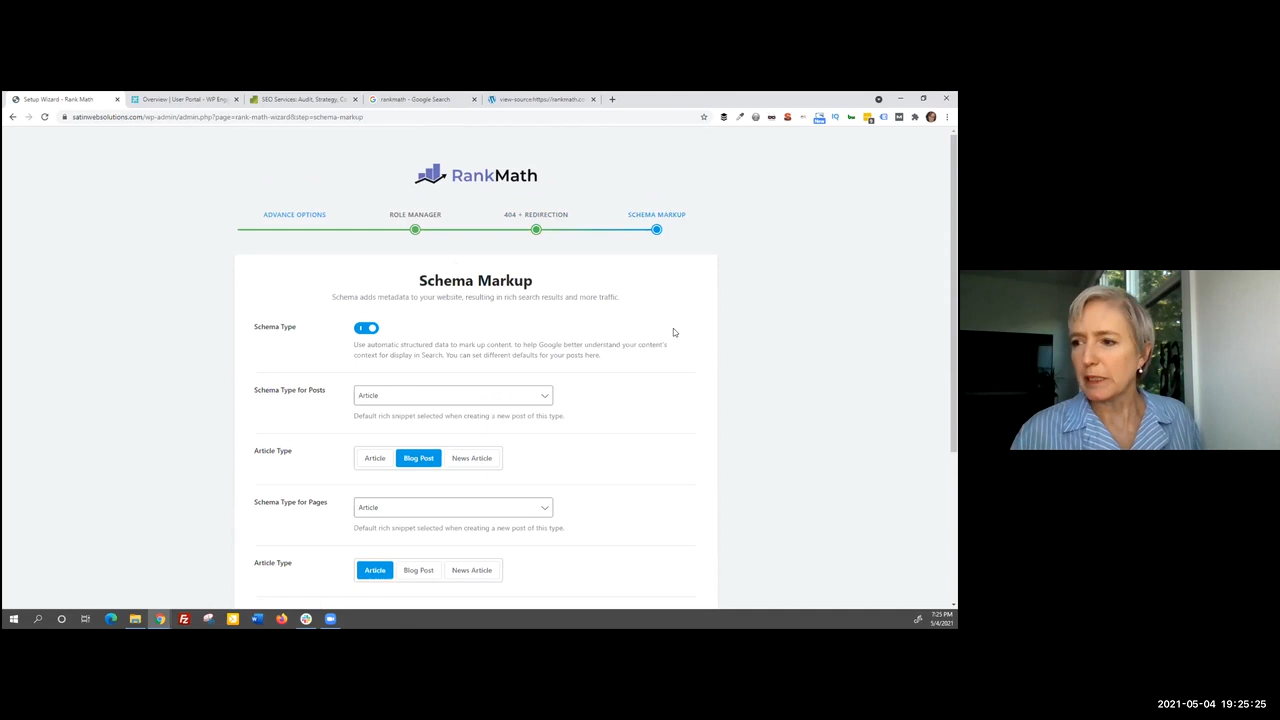 Setup Wizard - Rank Math
Overview | User Portal - WP Eng
SEO Services: Audit, Strategy, Co
rankmath - Google Search
view-source:https://rankmath.co
satinwebsolutions.com/wp-admin/admin.php?page=rank-math-wizard&step=schema-markup
New
RankMath
ADVANCE OPTIONS
ROLE MANAGER
404 + REDIRECTION
SCHEMA MARKUP
Schema Markup
Schema adds metadata to your website, resulting in rich search results and more traffic.
Schema Type
Use automatic structured data to mark up content, to help Google better understand your content's
context for display in Search. You can set different defaults for your posts here.
Schema Type for Posts
Article
Default rich snippet selected when creating a new post of this type.
Article Type
Article
Blog Post
News Article
Schema Type for Pages
Article
Default rich snippet selected when creating a new post of this type.
Article Type
Article
Blog Post
News Article
7:25 PM
5/4/2021
2021-05-04 19:25:25